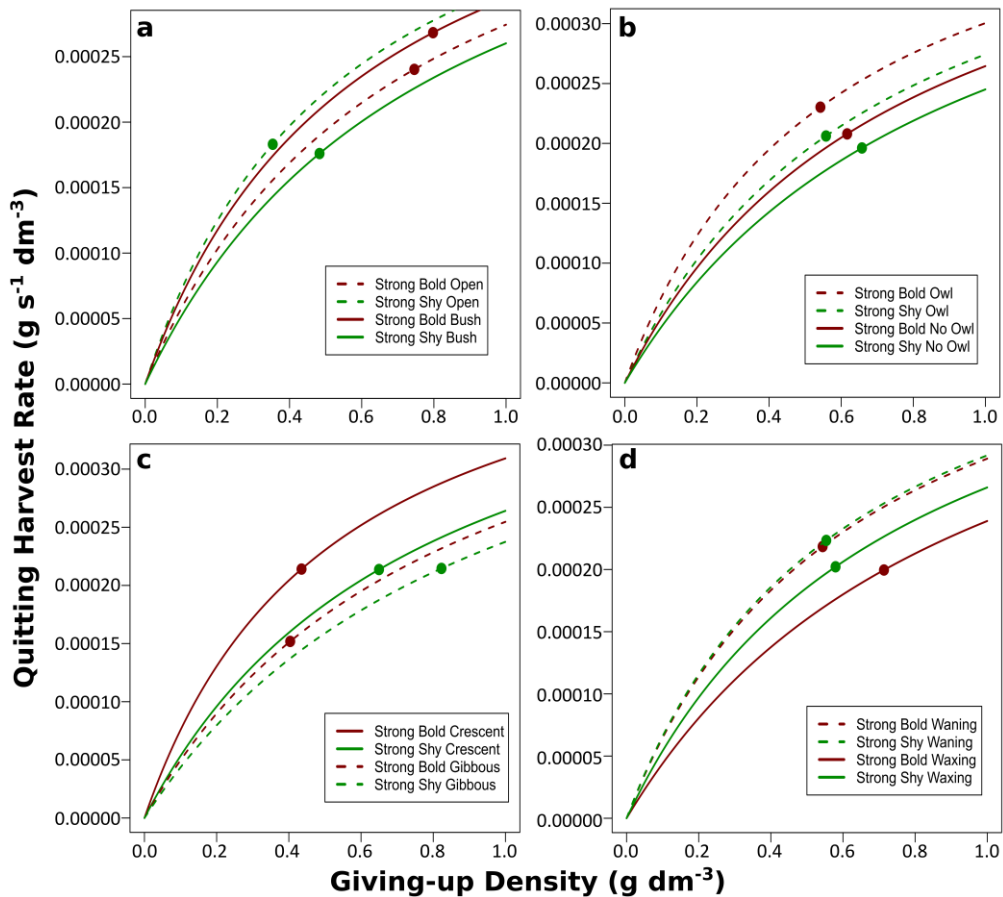 Quitting Harvest Rate (g s⁻¹ dm⁻³)
a
0.00025
0.00020
0.00015
0.00010
0.00005
0.00000
Strong Bold Open
Strong Shy Open
Strong Bold Bush
Strong Shy Bush
0.0 0.2 0.4 0.6 0.8 1.0
b
0.00030
0.00025
0.00020
0.00015
0.00010
0.00005
0.00000
Strong Bold Owl
Strong Shy Owl
Strong Bold No Owl
Strong Shy No Owl
0.0 0.2 0.4 0.6 0.8 1.0
c
0.00030
0.00025
0.00020
0.00015
0.00010
0.00005
0.00000
Strong Bold Crescent
Strong Shy Crescent
Strong Bold Gibbous
Strong Shy Gibbous
0.0 0.2 0.4 0.6 0.8 1.0
d
0.00030
0.00025
0.00020
0.00015
0.00010
0.00005
0.00000
Strong Bold Waning
Strong Shy Waning
Strong Bold Waxing
Strong Shy Waxing
0.0 0.2 0.4 0.6 0.8 1.0
Giving-up Density (g dm⁻³)